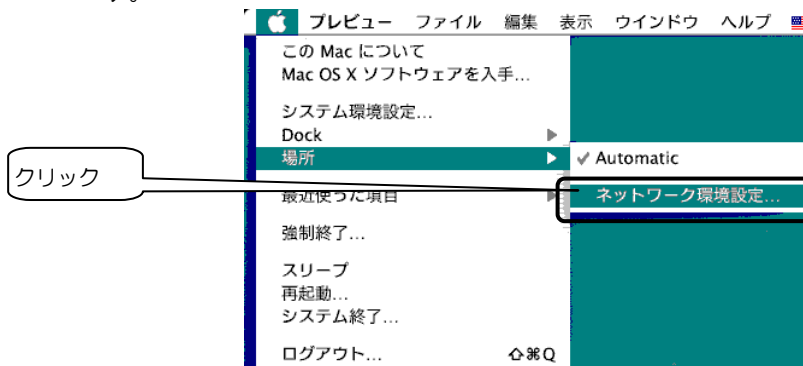 す。
プレビュー ファイル 編集 表示 ウインドウ ヘルプ
この Mac について
Mac OS X ソフトウェアを入手...
システム環境設定...
Dock
場所
Automatic
クリック
ネットワーク環境設定...
最近使った項目
強制終了...
スリープ
再起動...
システム終了...
ログアウト... ⇧⌘Q